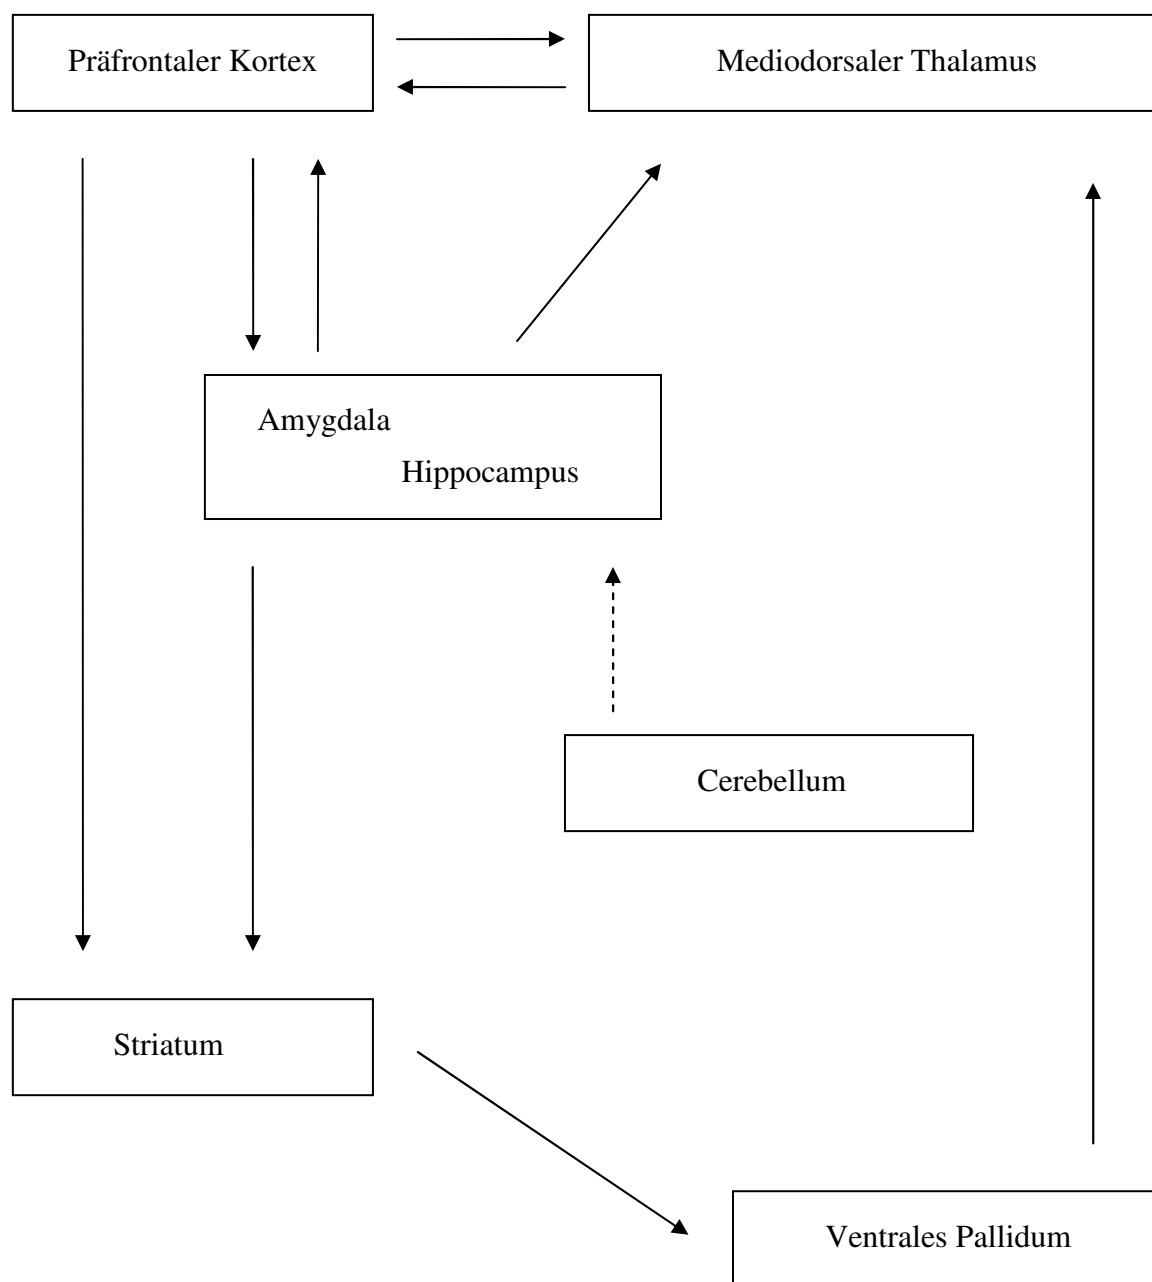 Präfrontaler Kortex
Mediodorsaler Thalamus
Amygdala
Hippocampus
Cerebellum
Striatum
Ventrales Pallidum